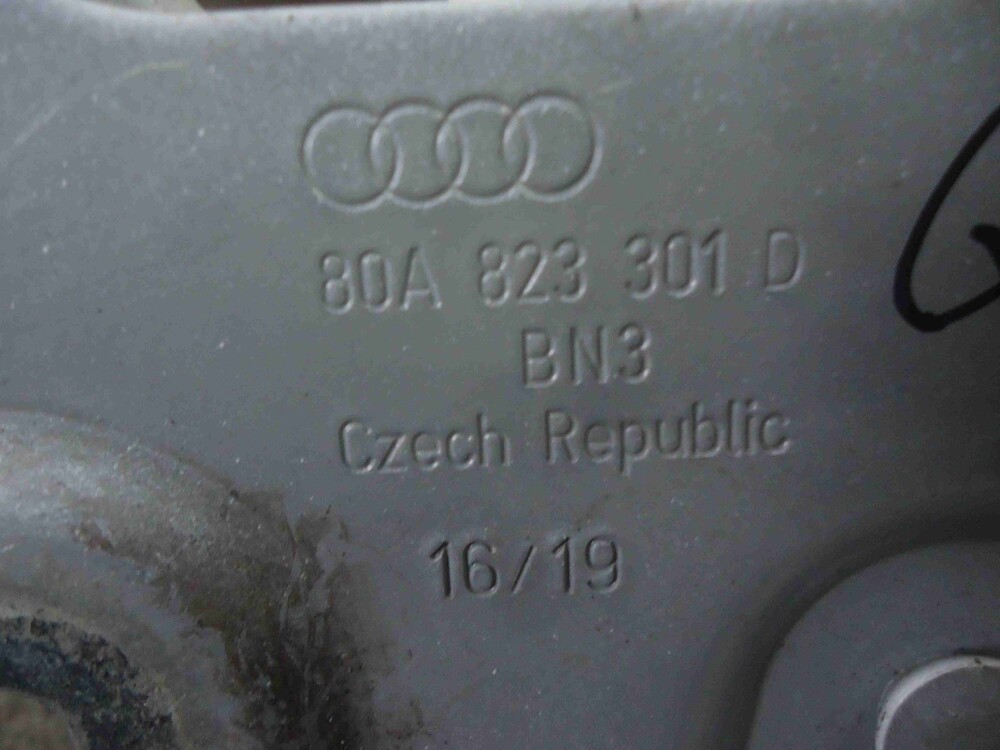 80A 823 301 D
BN3
Czech Republic
16/19